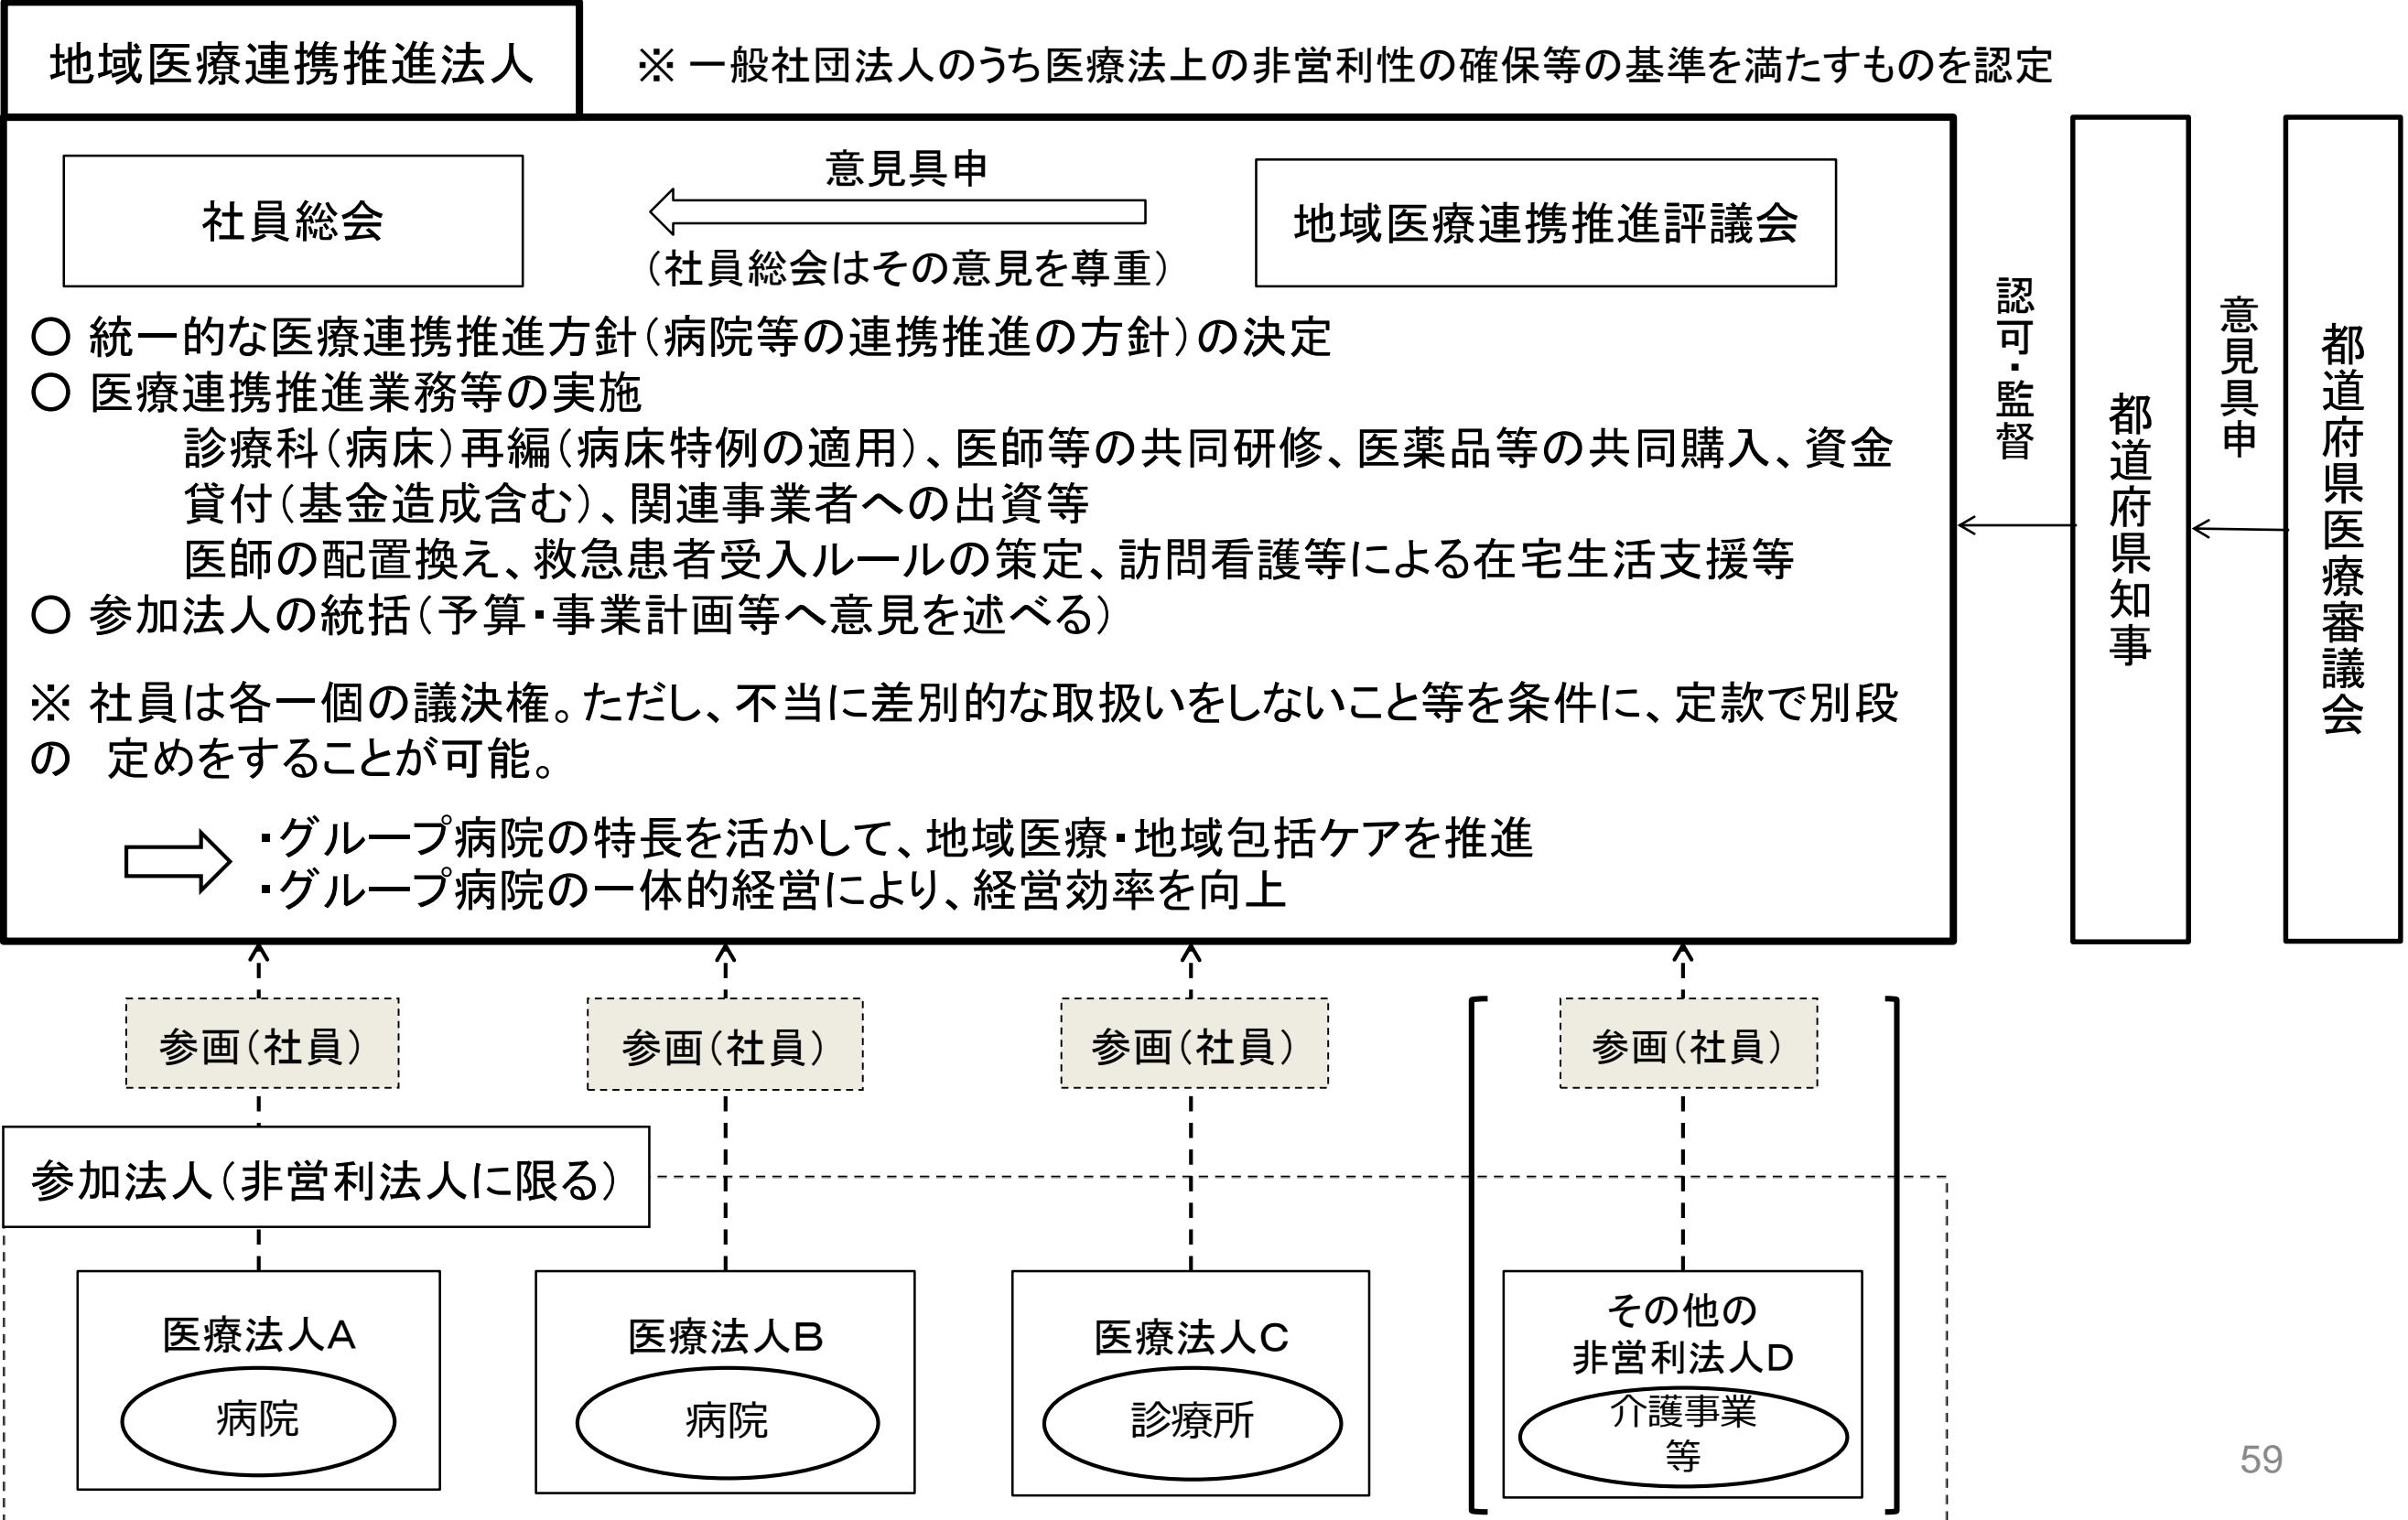 地域医療連携推進法人
※ 一般社団法人のうち医療法上の非営利性の確保等の基準を満たすものを認定
社員総会
意見具申
（社員総会はその意見を尊重）
地域医療連携推進評議会
○ 統一的な医療連携推進方針（病院等の連携推進の方針）の決定
○ 医療連携推進業務等の実施
診療科（病床）再編（病床特例の適用）、医師等の共同研修、医薬品等の共同購入、資金
貸付（基金造成含む）、関連事業者への出資等
医師の配置換え、救急患者受入ルールの策定、訪問看護等による在宅生活支援等
○ 参加法人の統括（予算・事業計画等へ意見を述べる）
※ 社員は各一個の議決権。ただし、不当に差別的な取扱いをしないこと等を条件に、定款で別段
の 定めをすることが可能。
・グループ病院の特長を活かして、地域医療・地域包括ケアを推進
・グループ病院の一体的経営により、経営効率を向上
認可・監督
都道府県知事
意見具申
都道府県医療審議会
参画（社員）
参画（社員）
参画（社員）
参画（社員）
参加法人（非営利法人に限る）
医療法人Ａ
病院
医療法人Ｂ
病院
医療法人Ｃ
診療所
その他の
非営利法人Ｄ
介護事業
等
59